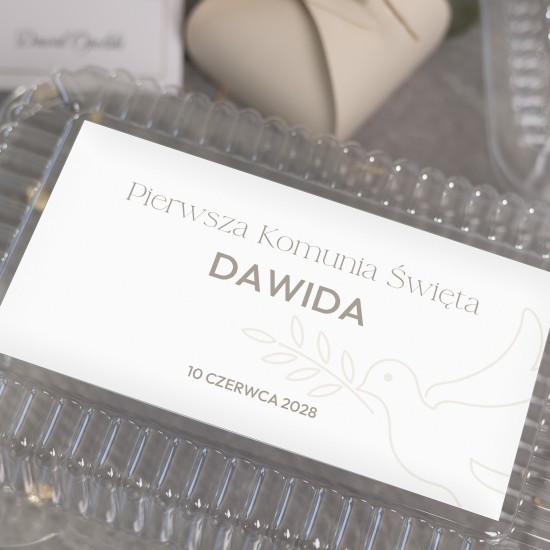 Pierwsza Komunia Święta
DAWIDA
10 CZERWCA 2028